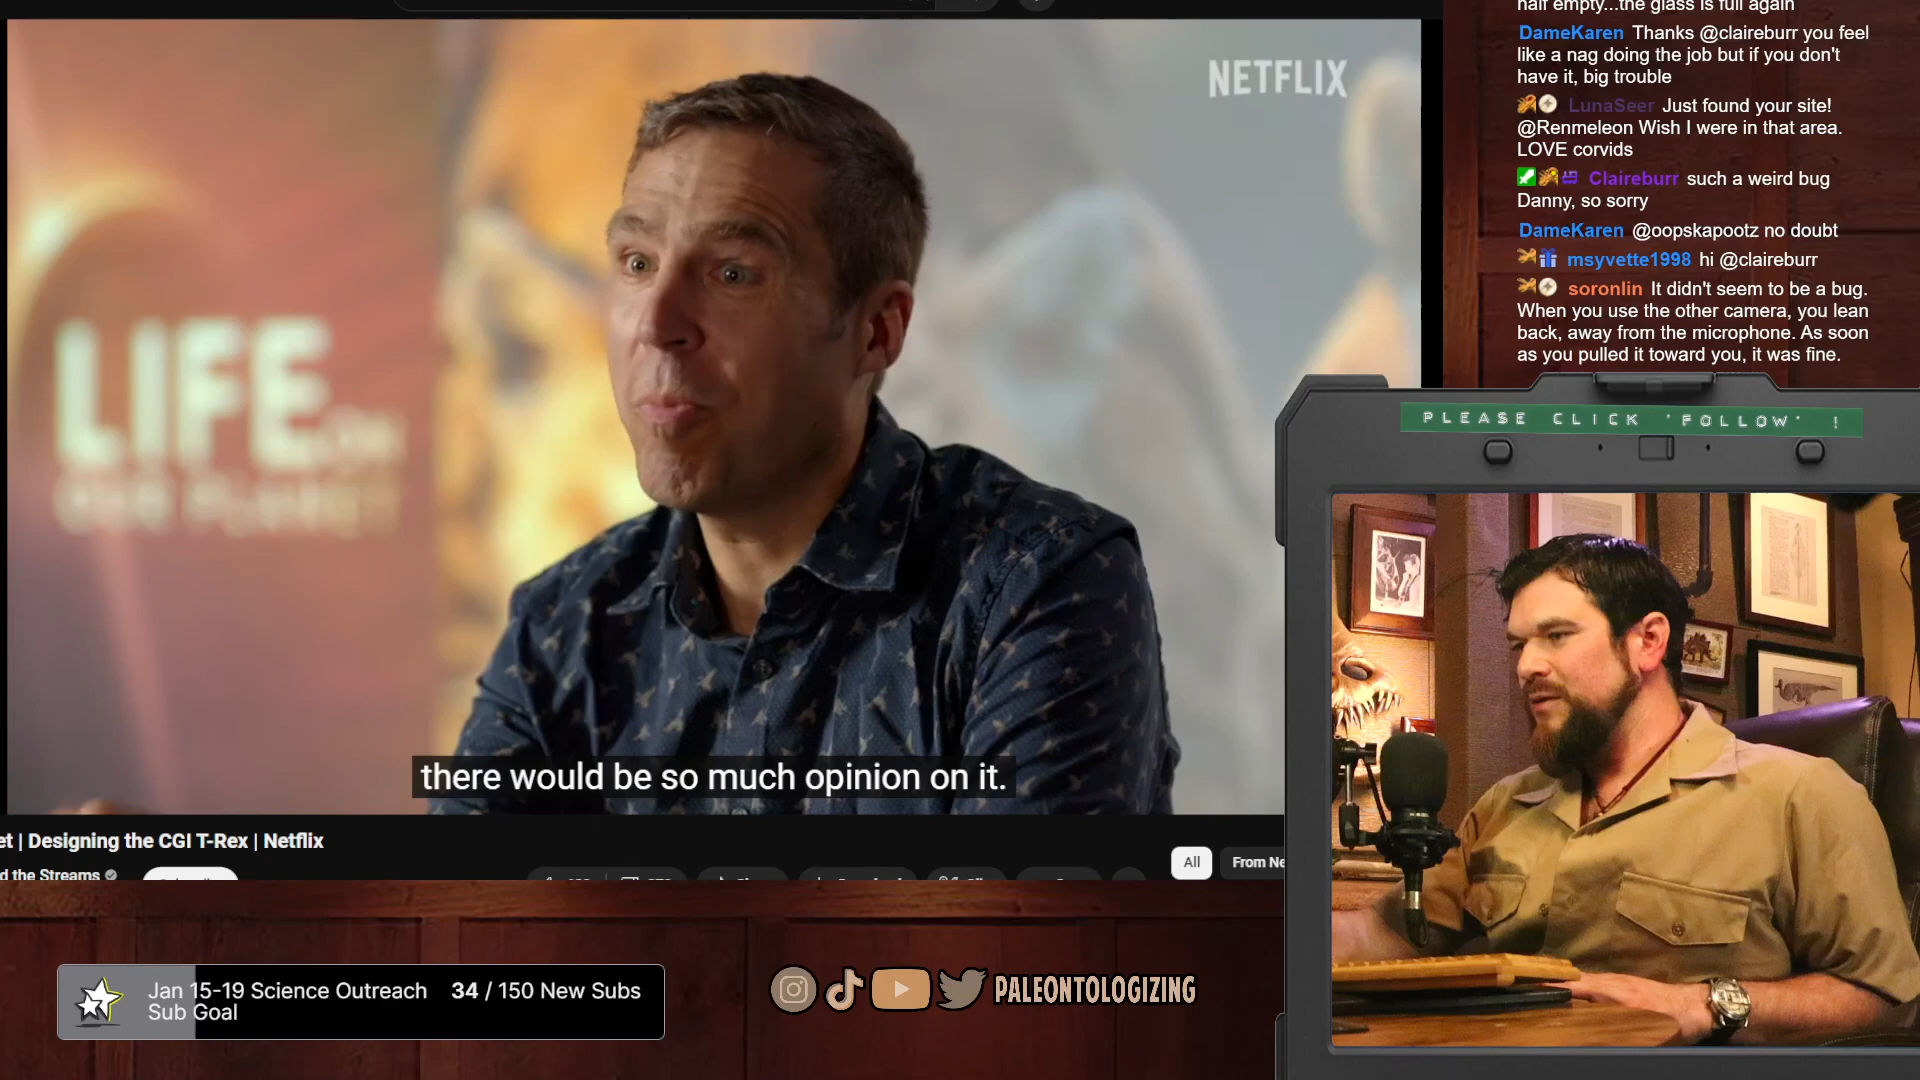 NETFLIX
LIFE ON
OUR PLANET
there would be so much opinion on it.
et | Designing the CGI T-Rex | Netflix
d the Streams
All
From Ne
half empty...the glass is full again
DameKaren Thanks @claireburr you feel
like a nag doing the job but if you don't
have it, big trouble
LunaSeer Just found your site!
@Renmeleon Wish I were in that area.
LOVE corvids
Claireburr such a weird bug
Danny, so sorry
DameKaren @oopskapootz no doubt
msyvette1998 hi @claireburr
soronlin It didn't seem to be a bug.
When you use the other camera, you lean
back, away from the microphone. As soon
as you pulled it toward you, it was fine.
PLEASE CLICK "FOLLOW" !
Jan 15-19 Science Outreach 34 / 150 New Subs
Sub Goal
PALEONTOLOGIZING